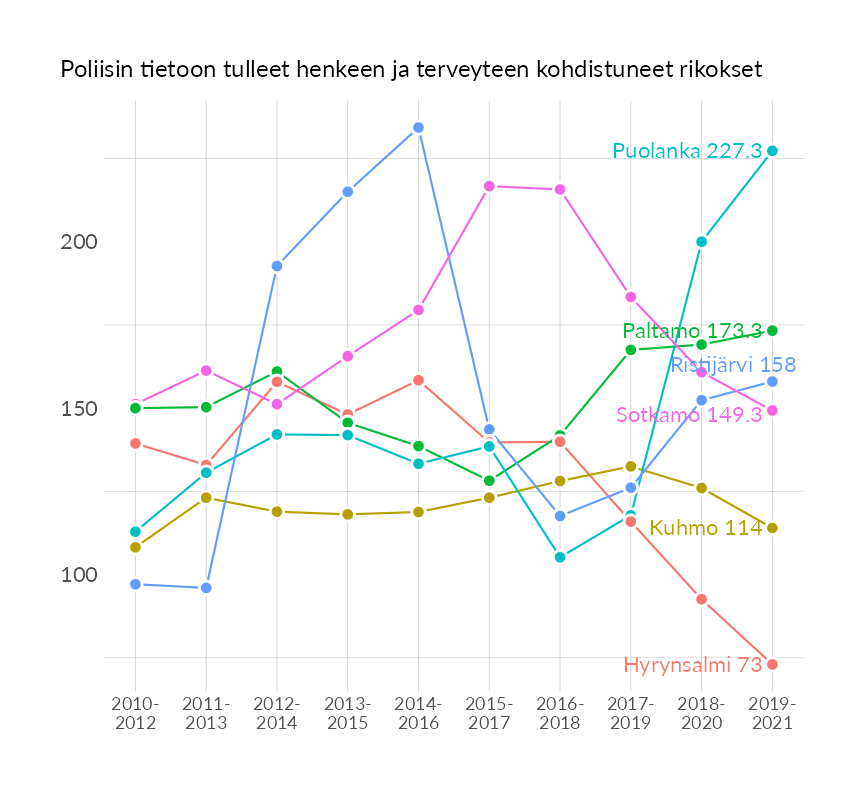 Poliisin tietoon tulleet henkeen ja terveyteen kohdistuneet rikokset
Puolanka 227.3
200
Paltamo 173.3
Ristijärvi 158
150
Sotkamo 149.3
Kuhmo 114
100
Hyrynsalmi 73
2010- 2011- 2012- 2013- 2014- 2015- 2016- 2017- 2018- 2019-
2012 2013 2014 2015 2016 2017 2018 2019 2020 2021